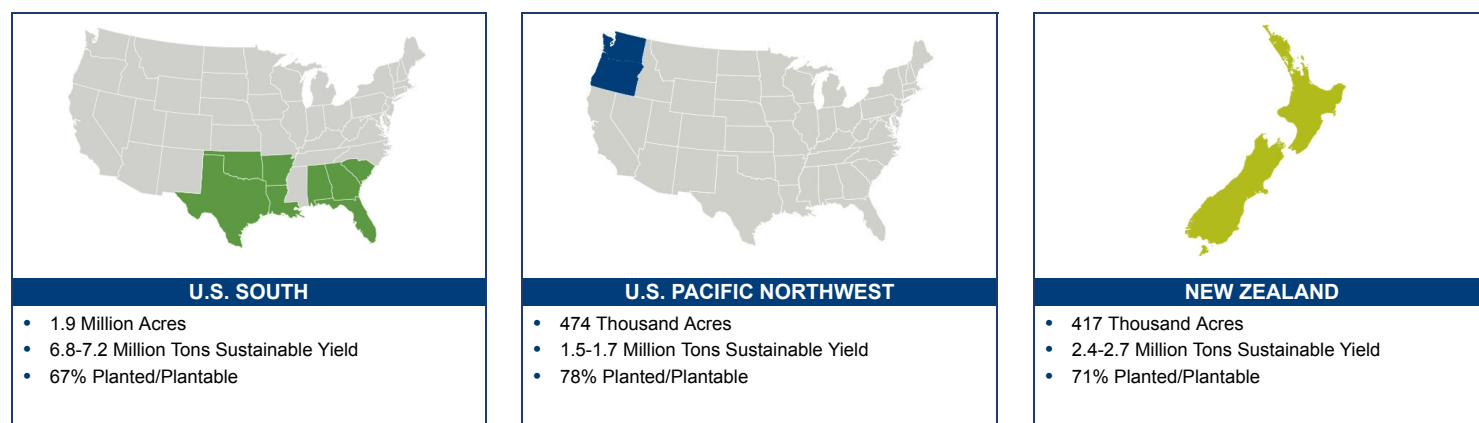 U.S. SOUTH
• 1.9 Million Acres
• 6.8-7.2 Million Tons Sustainable Yield
• 67% Planted/Plantable
U.S. PACIFIC NORTHWEST
• 474 Thousand Acres
• 1.5-1.7 Million Tons Sustainable Yield
• 78% Planted/Plantable
NEW ZEALAND
• 417 Thousand Acres
• 2.4-2.7 Million Tons Sustainable Yield
• 71% Planted/Plantable